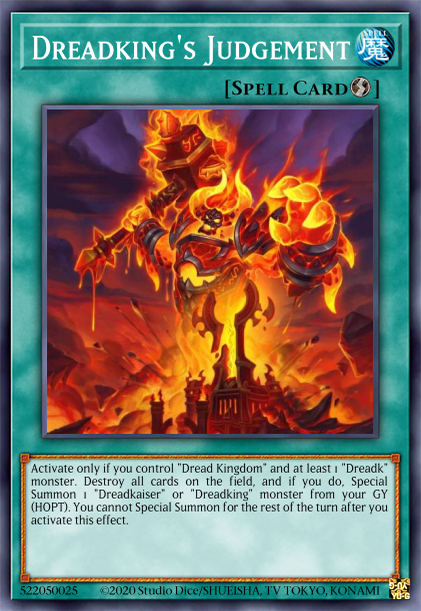 DREADKING'S JUDGEMENT
SPELL
魔
[SPELL CARD]
Activate only if you control "Dread Kingdom" and at least 1 "Dreadk"
monster. Destroy all cards on the field, and if you do, Special
Summon 1 "Dreadkaiser" or "Dreadking" monster from your GY
(HOPT). You cannot Special Summon for the rest of the turn after you
activate this effect.
522050025
©2020 Studio Dice/SHUEISHA, TV TOKYO, KONAMI